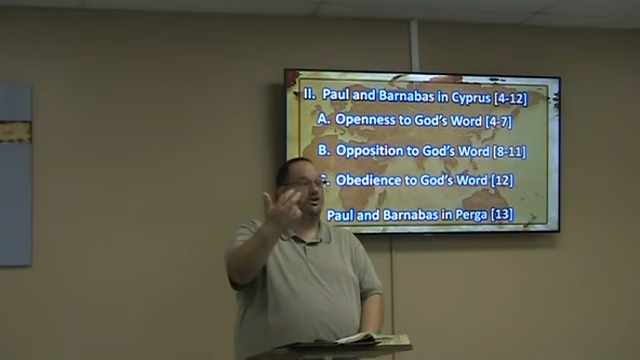 II. Paul and Barnabas in Cyprus [4-12]
A. Openness to God's Word [4-7]
B. Opposition to God's Word [8-11]
C. Obedience to God's Word [12]
Paul and Barnabas in Perga [13]